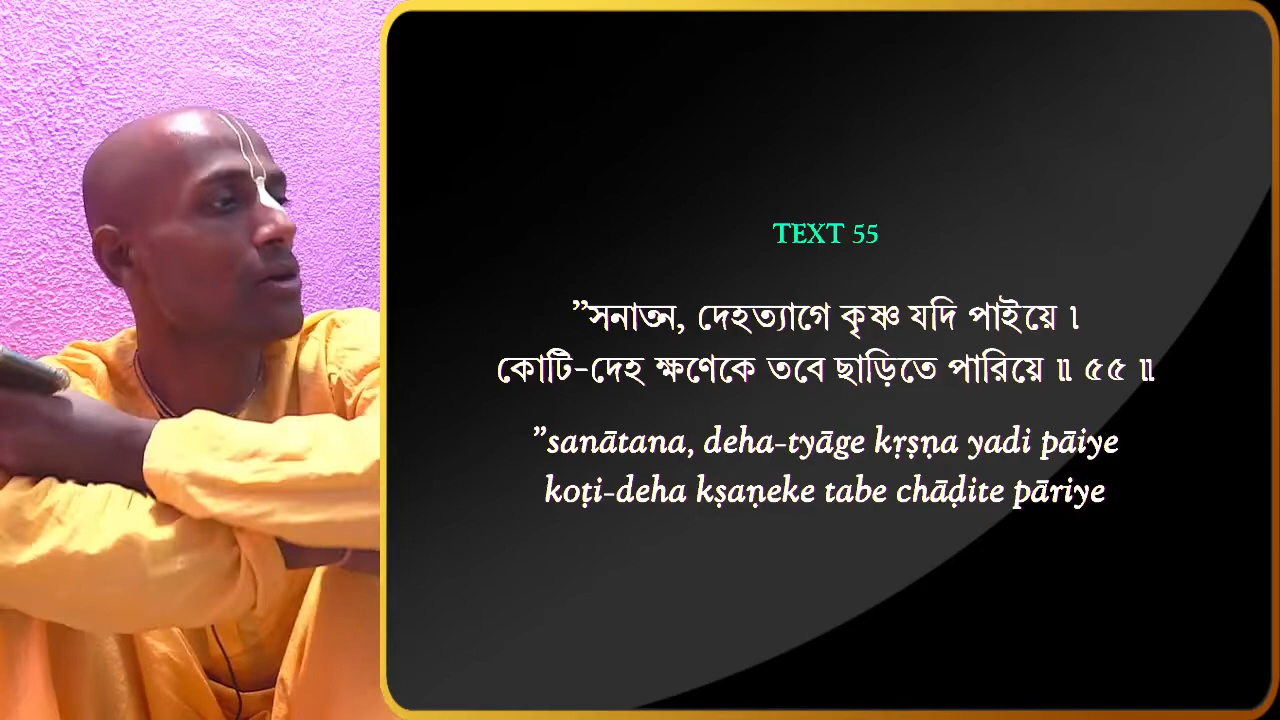 TEXT 55
”সনাতন, দেহত্যাগে কৃষ্ণ যদি পাইয়ে ৷
কোটি-দেহ ক্ষণেকে তবে ছাড়িতে পারিয়ে ॥ ৫৫ ॥
”sanātana, deha-tyāge kṛṣṇa yadi pāiye
koṭi-deha kṣaṇeke tabe chāḍite pāriye